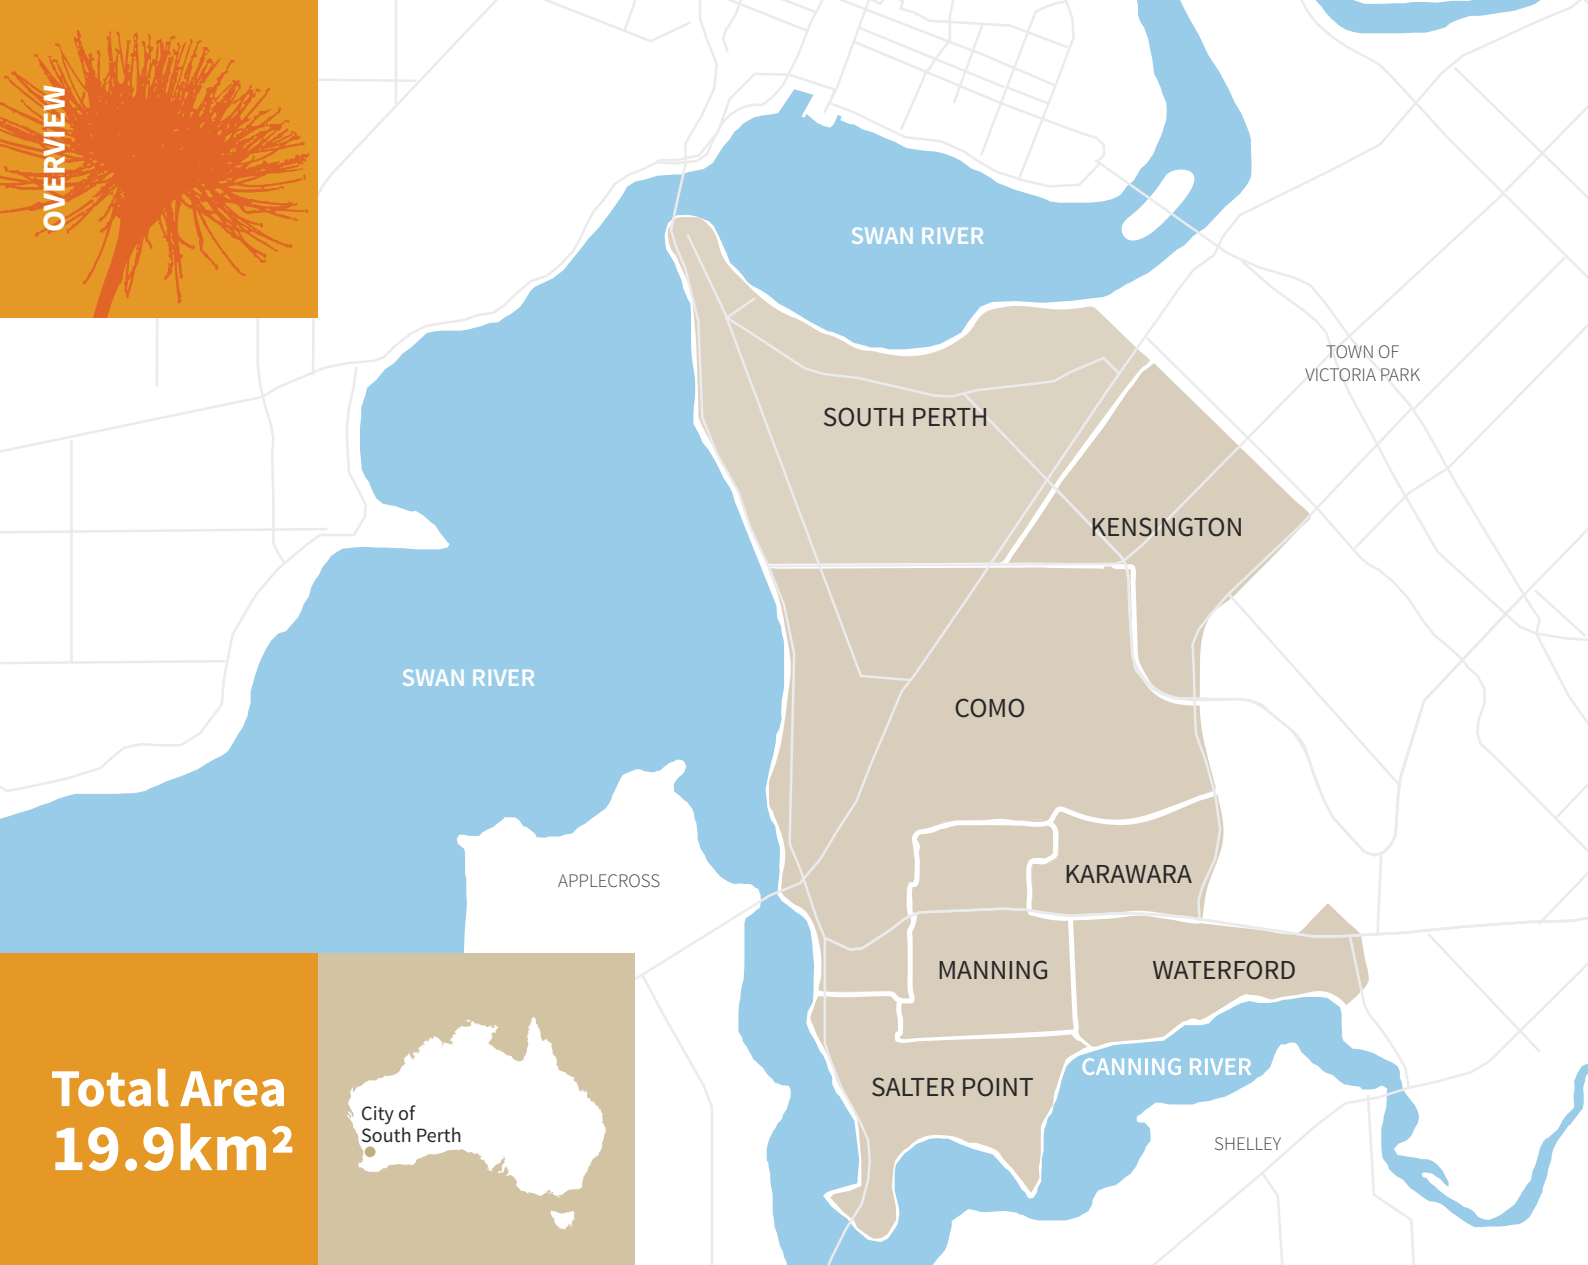 OVERVIEW
SWAN RIVER
TOWN OF
VICTORIA PARK
SOUTH PERTH
KENSINGTON
SWAN RIVER
COMO
APPLECROSS
KARAWARA
MANNING
WATERFORD
CANNING RIVER
SALTER POINT
SHELLEY
Total Area
19.9km²
City of
South Perth